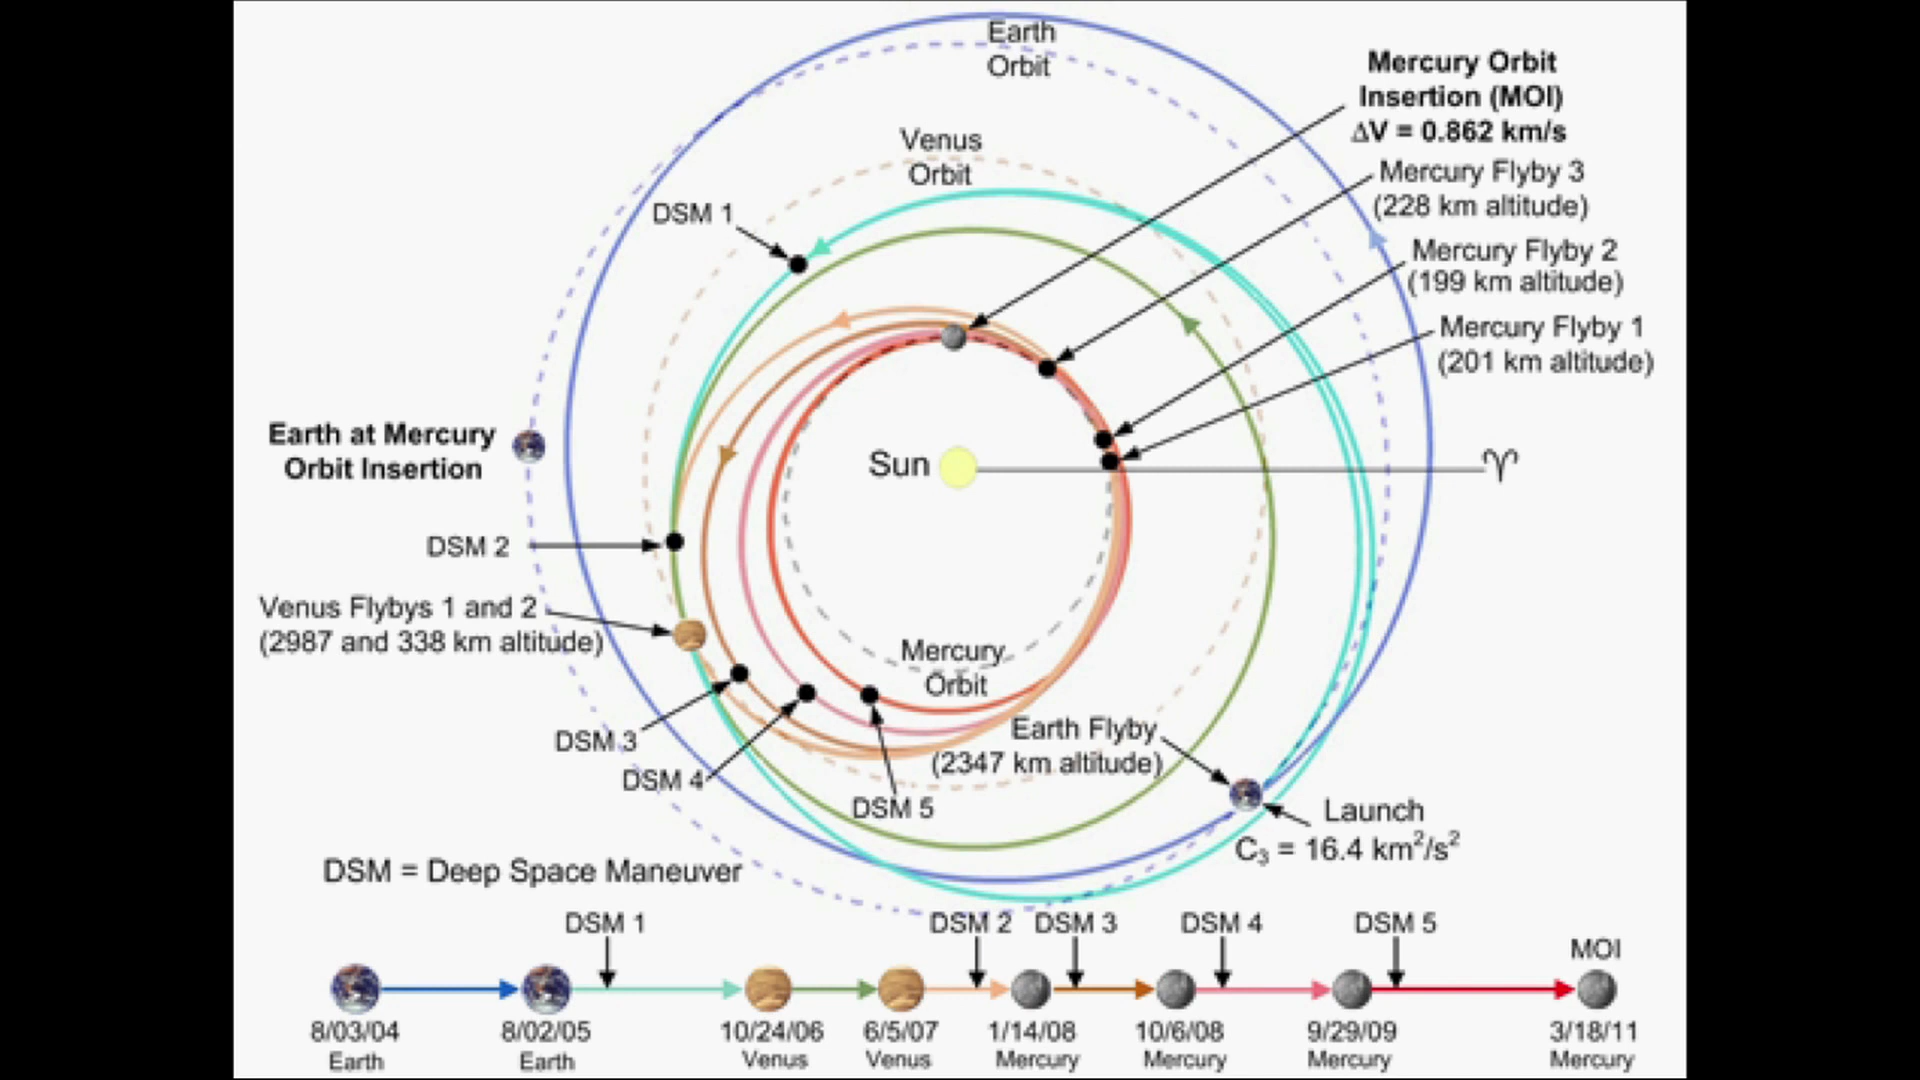 Earth
Orbit
Mercury Orbit
Insertion (MOI)
ΔV = 0.862 km/s
Venus
Orbit
Mercury Flyby 3
(228 km altitude)
DSM 1
Mercury Flyby 2
(199 km altitude)
Mercury Flyby 1
(201 km altitude)
Earth at Mercury
Orbit Insertion
Sun
♈
DSM 2
Venus Flybys 1 and 2
(2987 and 338 km altitude)
Mercury
Orbit
Earth Flyby
(2347 km altitude)
DSM 3
DSM 4
DSM 5
Launch
C₃ = 16.4 km²/s²
DSM = Deep Space Maneuver
DSM 1 DSM 2 DSM 3 DSM 4 DSM 5
MOI
8/03/04 8/02/05 10/24/06 6/5/07 1/14/08 10/6/08 9/29/09 3/18/11
Earth Earth Venus Venus Mercury Mercury Mercury Mercury